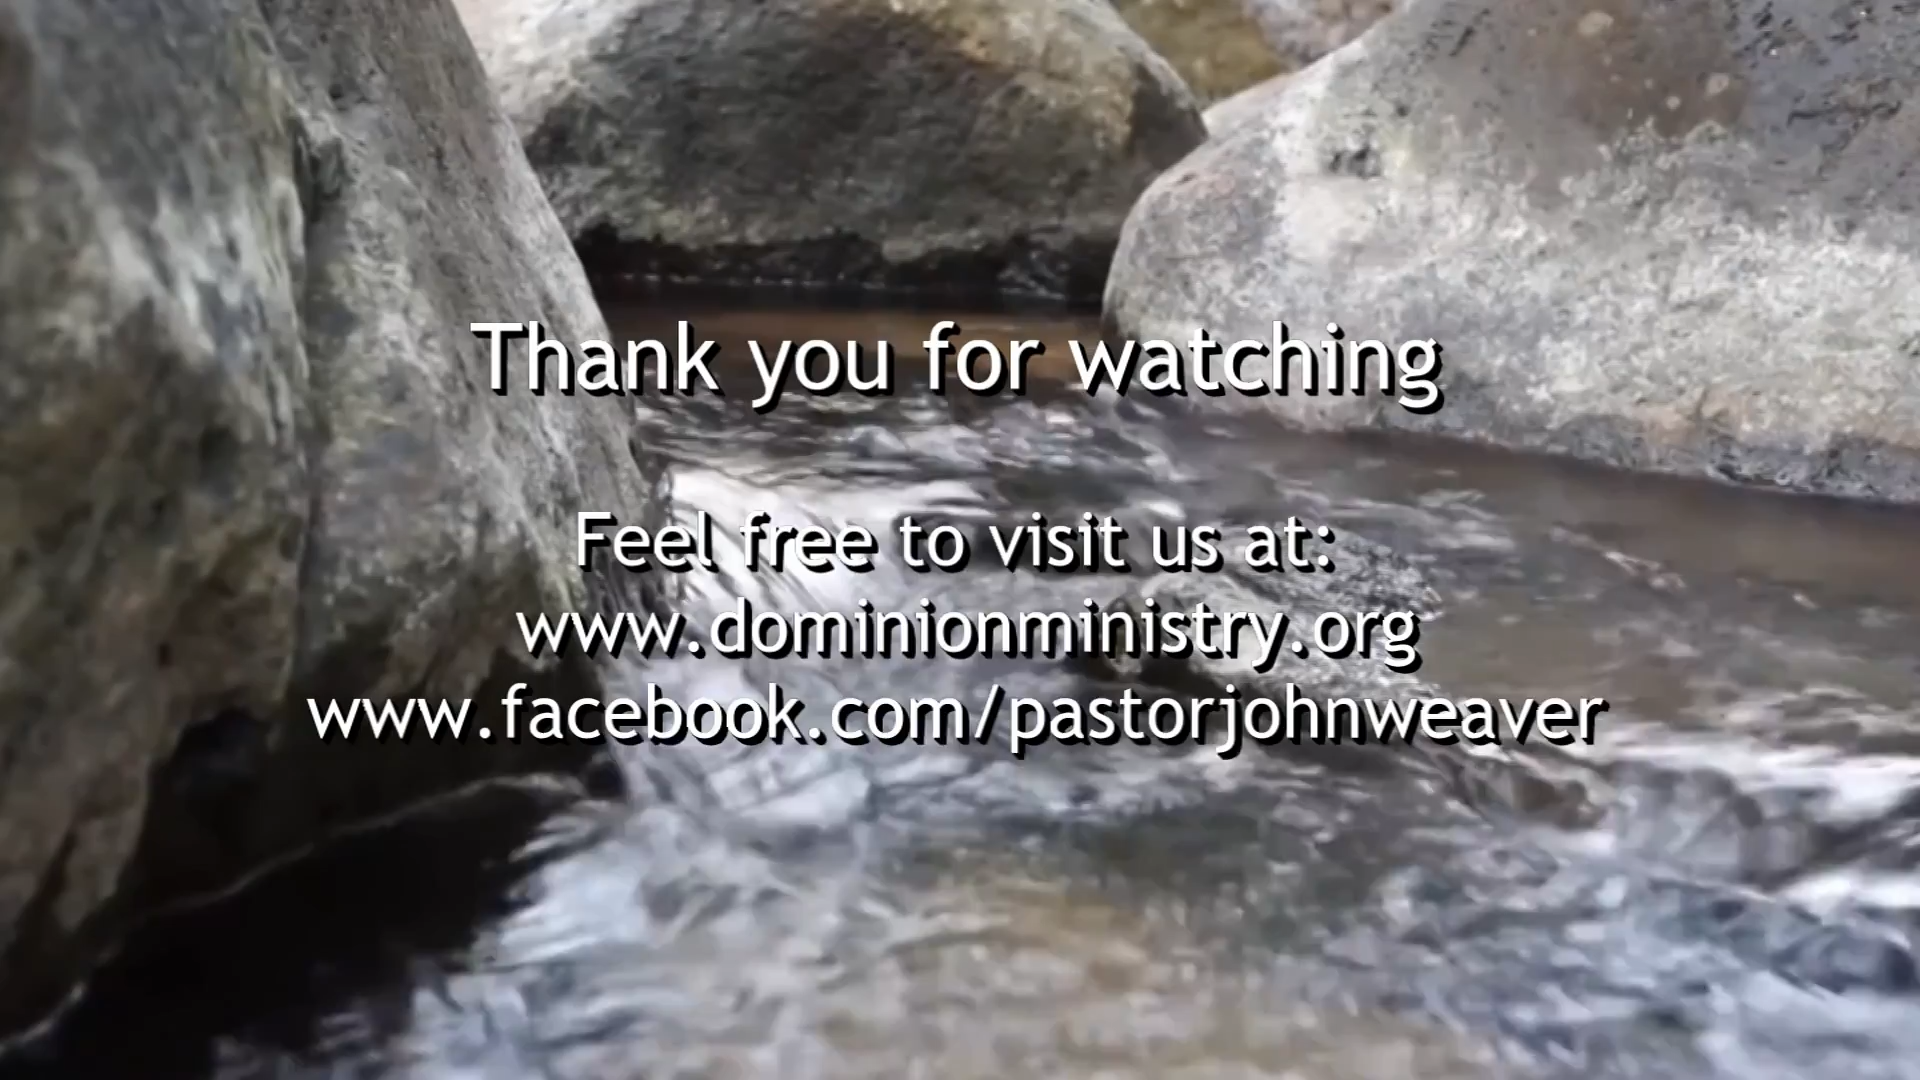 Thank you for watching
Feel free to visit us at:
www.dominionministry.org
www.facebook.com/pastorjohnweaver